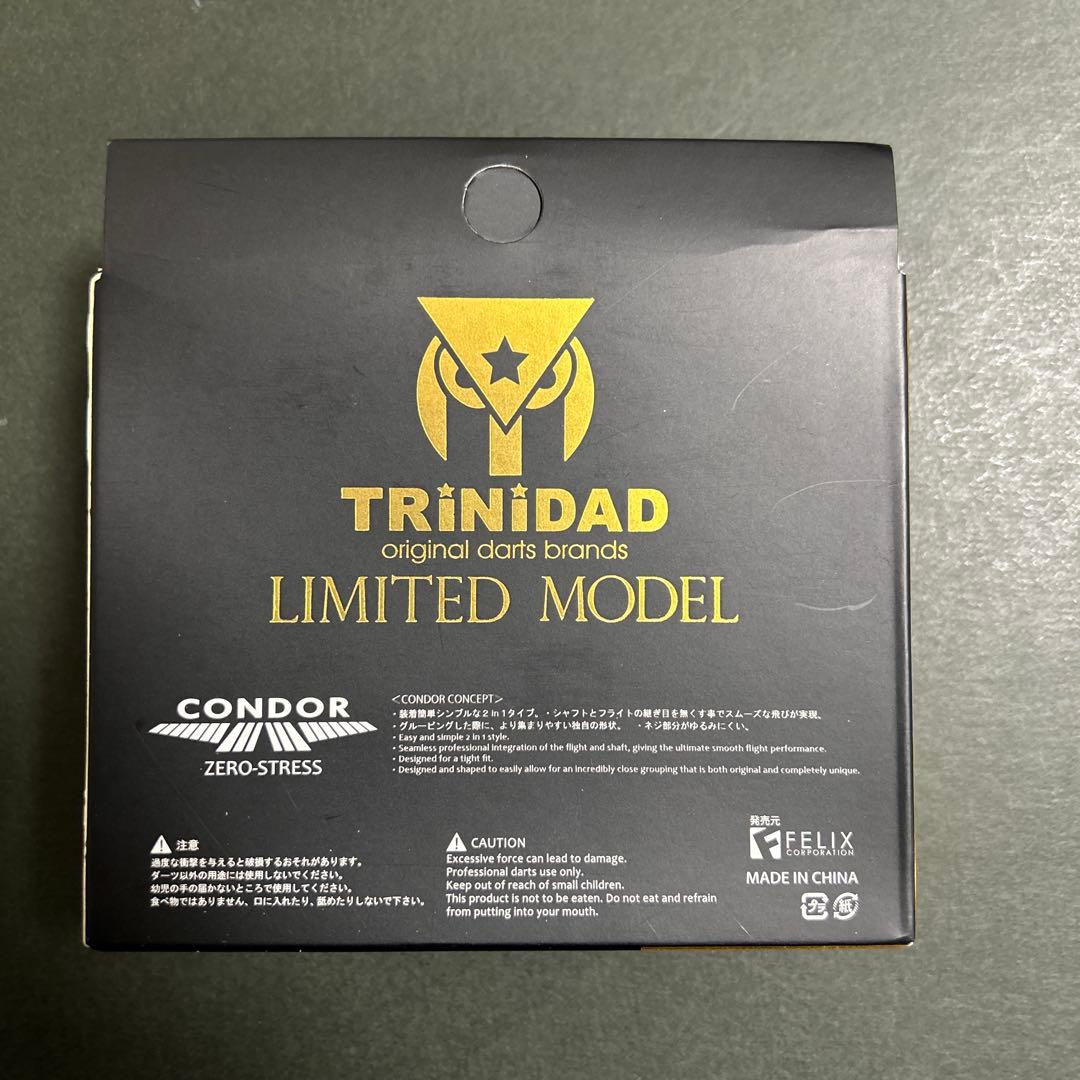 TRiNiDAD
original darts brands
LIMITED MODEL
CONDOR
ZERO-STRESS
<CONDOR CONCEPT>
・装着簡単シンプルな2 in 1タイプ。・シャフトとフライトの継ぎ目を無くす事でスムーズな飛びが実現。
・グルーピングした際に、より集まりやすい独自の形状。 ・ネジ部分がゆるみにくい。
・Easy and simple 2 in 1 style.
・Seamless professional integration of the flight and shaft, giving the ultimate smooth flight performance.
・Designed for a tight fit.
・Designed and shaped to easily allow for an incredibly close grouping that is both original and completely unique.
注意
過度な衝撃を与えると破損するおそれがあります。
ダーツ以外の用途には使用しないでください。
幼児の手の届かないところで使用してください。
食べ物ではありません、口に入れたり、舐めたりしないで下さい。
CAUTION
Excessive force can lead to damage.
Professional darts use only.
Keep out of reach of small children.
This product is not to be eaten. Do not eat and refrain
from putting into your mouth.
発売元
FELIX
CORPORATION
MADE IN CHINA
プラ 紙